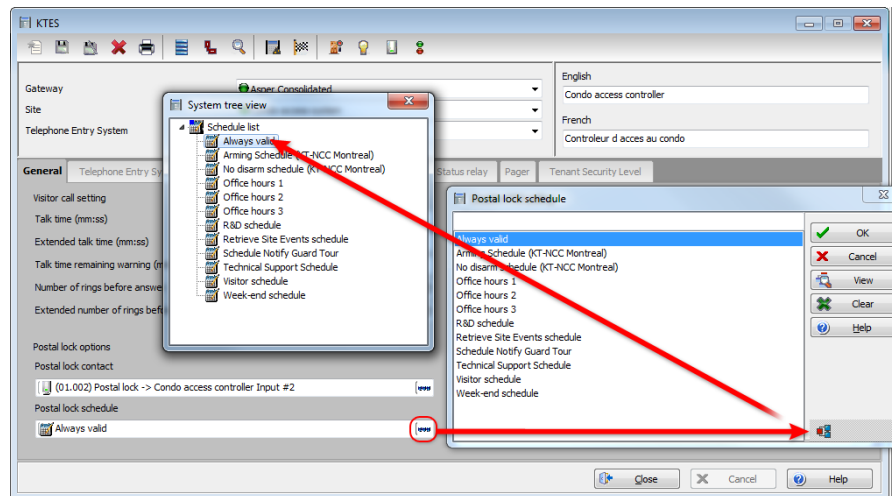 KTES
English
Gateway
Asper Consolidated
Condo access controller
Site
French
Telephone Entry System
Controleur d acces au condo
System tree view
Schedule list
Always valid
Arming Schedule (KT-NCC Montreal)
No disarm schedule (KT-NCC Montreal)
Office hours 1
Office hours 2
Office hours 3
R&D schedule
Retrieve Site Events schedule
Schedule Notify Guard Tour
Technical Support Schedule
Visitor schedule
Week-end schedule
General
Telephone Entry Sy
Status relay
Pager
Tenant Security Level
Visitor call setting
Talk time (mm:ss)
Extended talk time (mm:ss)
Talk time remaining warning (m
Number of rings before answe
Extended number of rings bef
Postal lock options
Postal lock contact
(01.002) Postal lock -> Condo access controller Input #2
Postal lock schedule
Always valid
Postal lock schedule
Always valid
Arming Schedule (KT-NCC Montreal)
No disarm schedule (KT-NCC Montreal)
Office hours 1
Office hours 2
Office hours 3
R&D schedule
Retrieve Site Events schedule
Schedule Notify Guard Tour
Technical Support Schedule
Visitor schedule
Week-end schedule
OK
Cancel
View
Clear
Help
Close
Cancel
Help